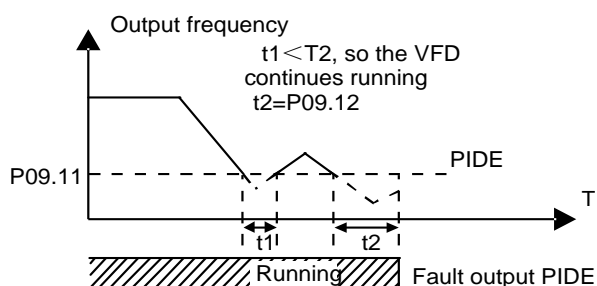 Output frequency
t1＜T2, so the VFD
continues running
t2=P09.12
PIDE
P09.11
T
t1
t2
Running
Fault output PIDE